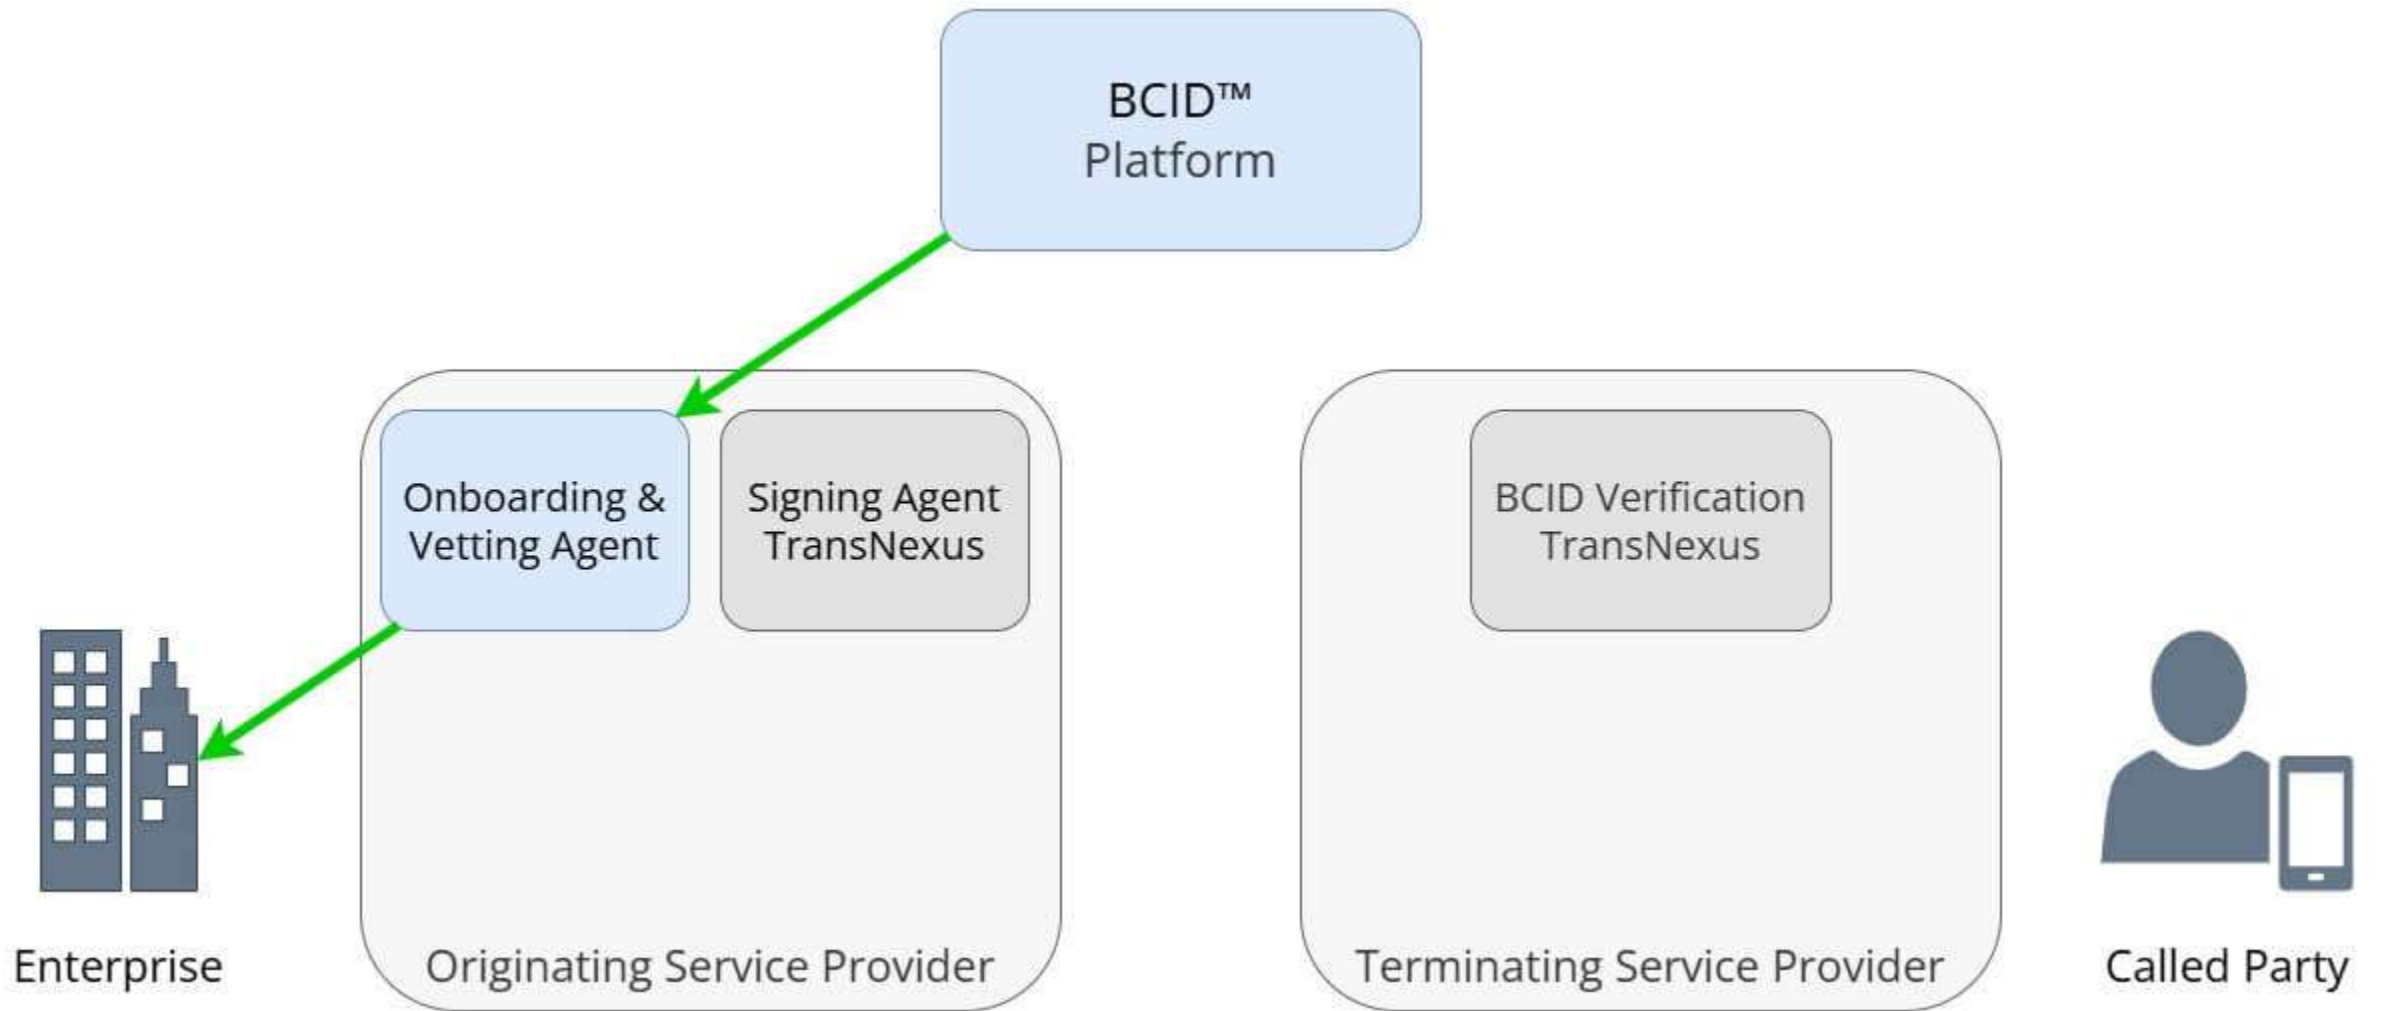 BCID™
Platform
Onboarding &
Vetting Agent
Signing Agent
TransNexus
BCID Verification
TransNexus
Enterprise
Originating Service Provider
Terminating Service Provider
Called Party